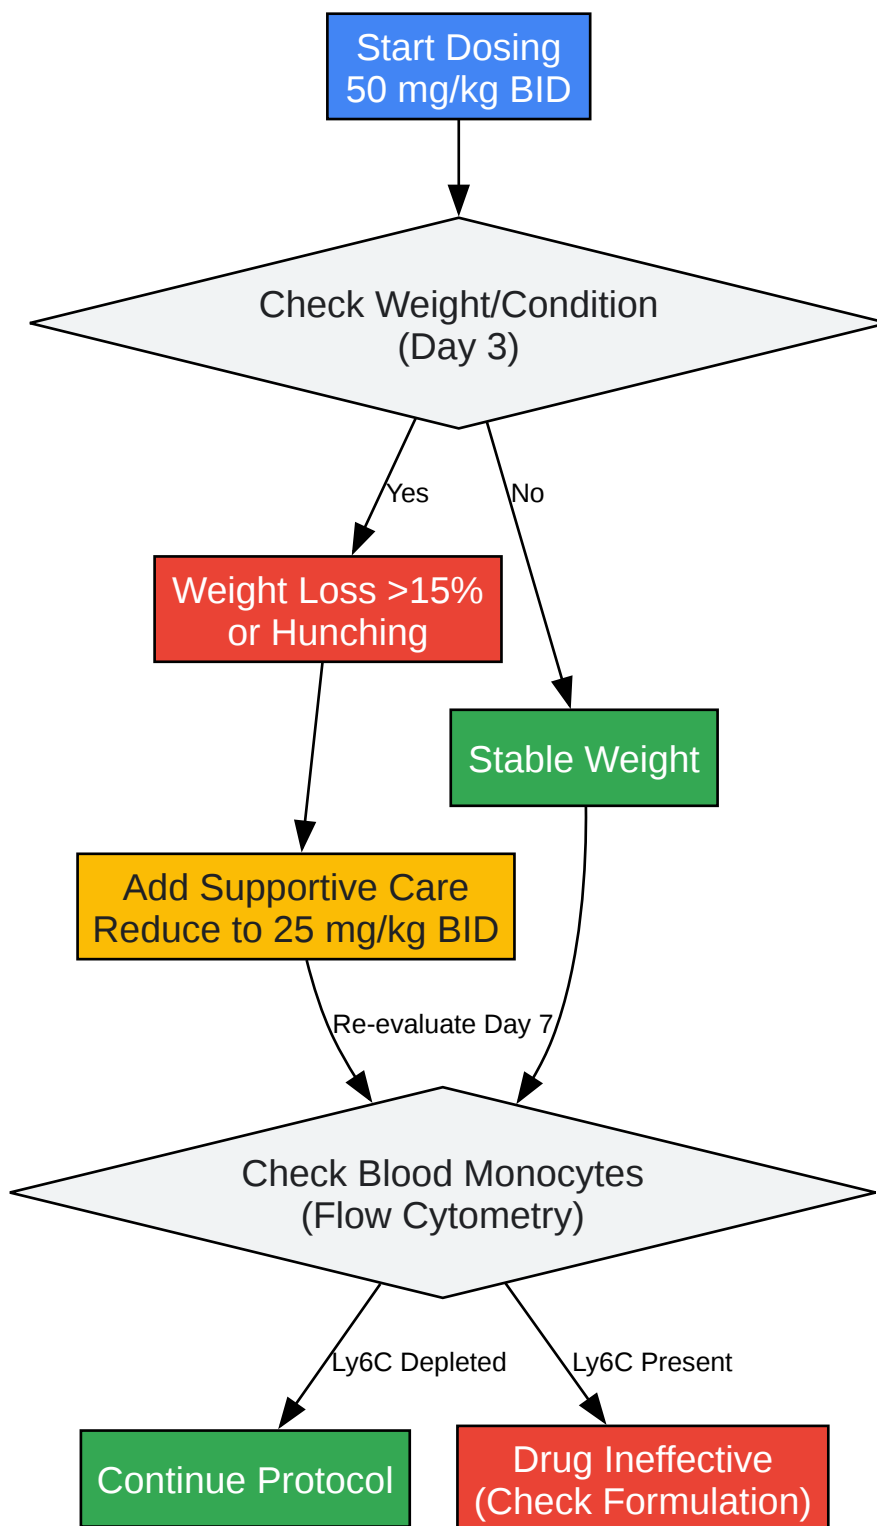 Start Dosing
50 mg/kg BID
Check Weight/Condition
(Day 3)
Yes
No
Weight Loss >15%
or Hunching
Stable Weight
Add Supportive Care
Reduce to 25 mg/kg BID
Re-evaluate Day 7
Check Blood Monocytes
(Flow Cytometry)
Ly6C Depleted
Ly6C Present
Continue Protocol
Drug Ineffective
(Check Formulation)